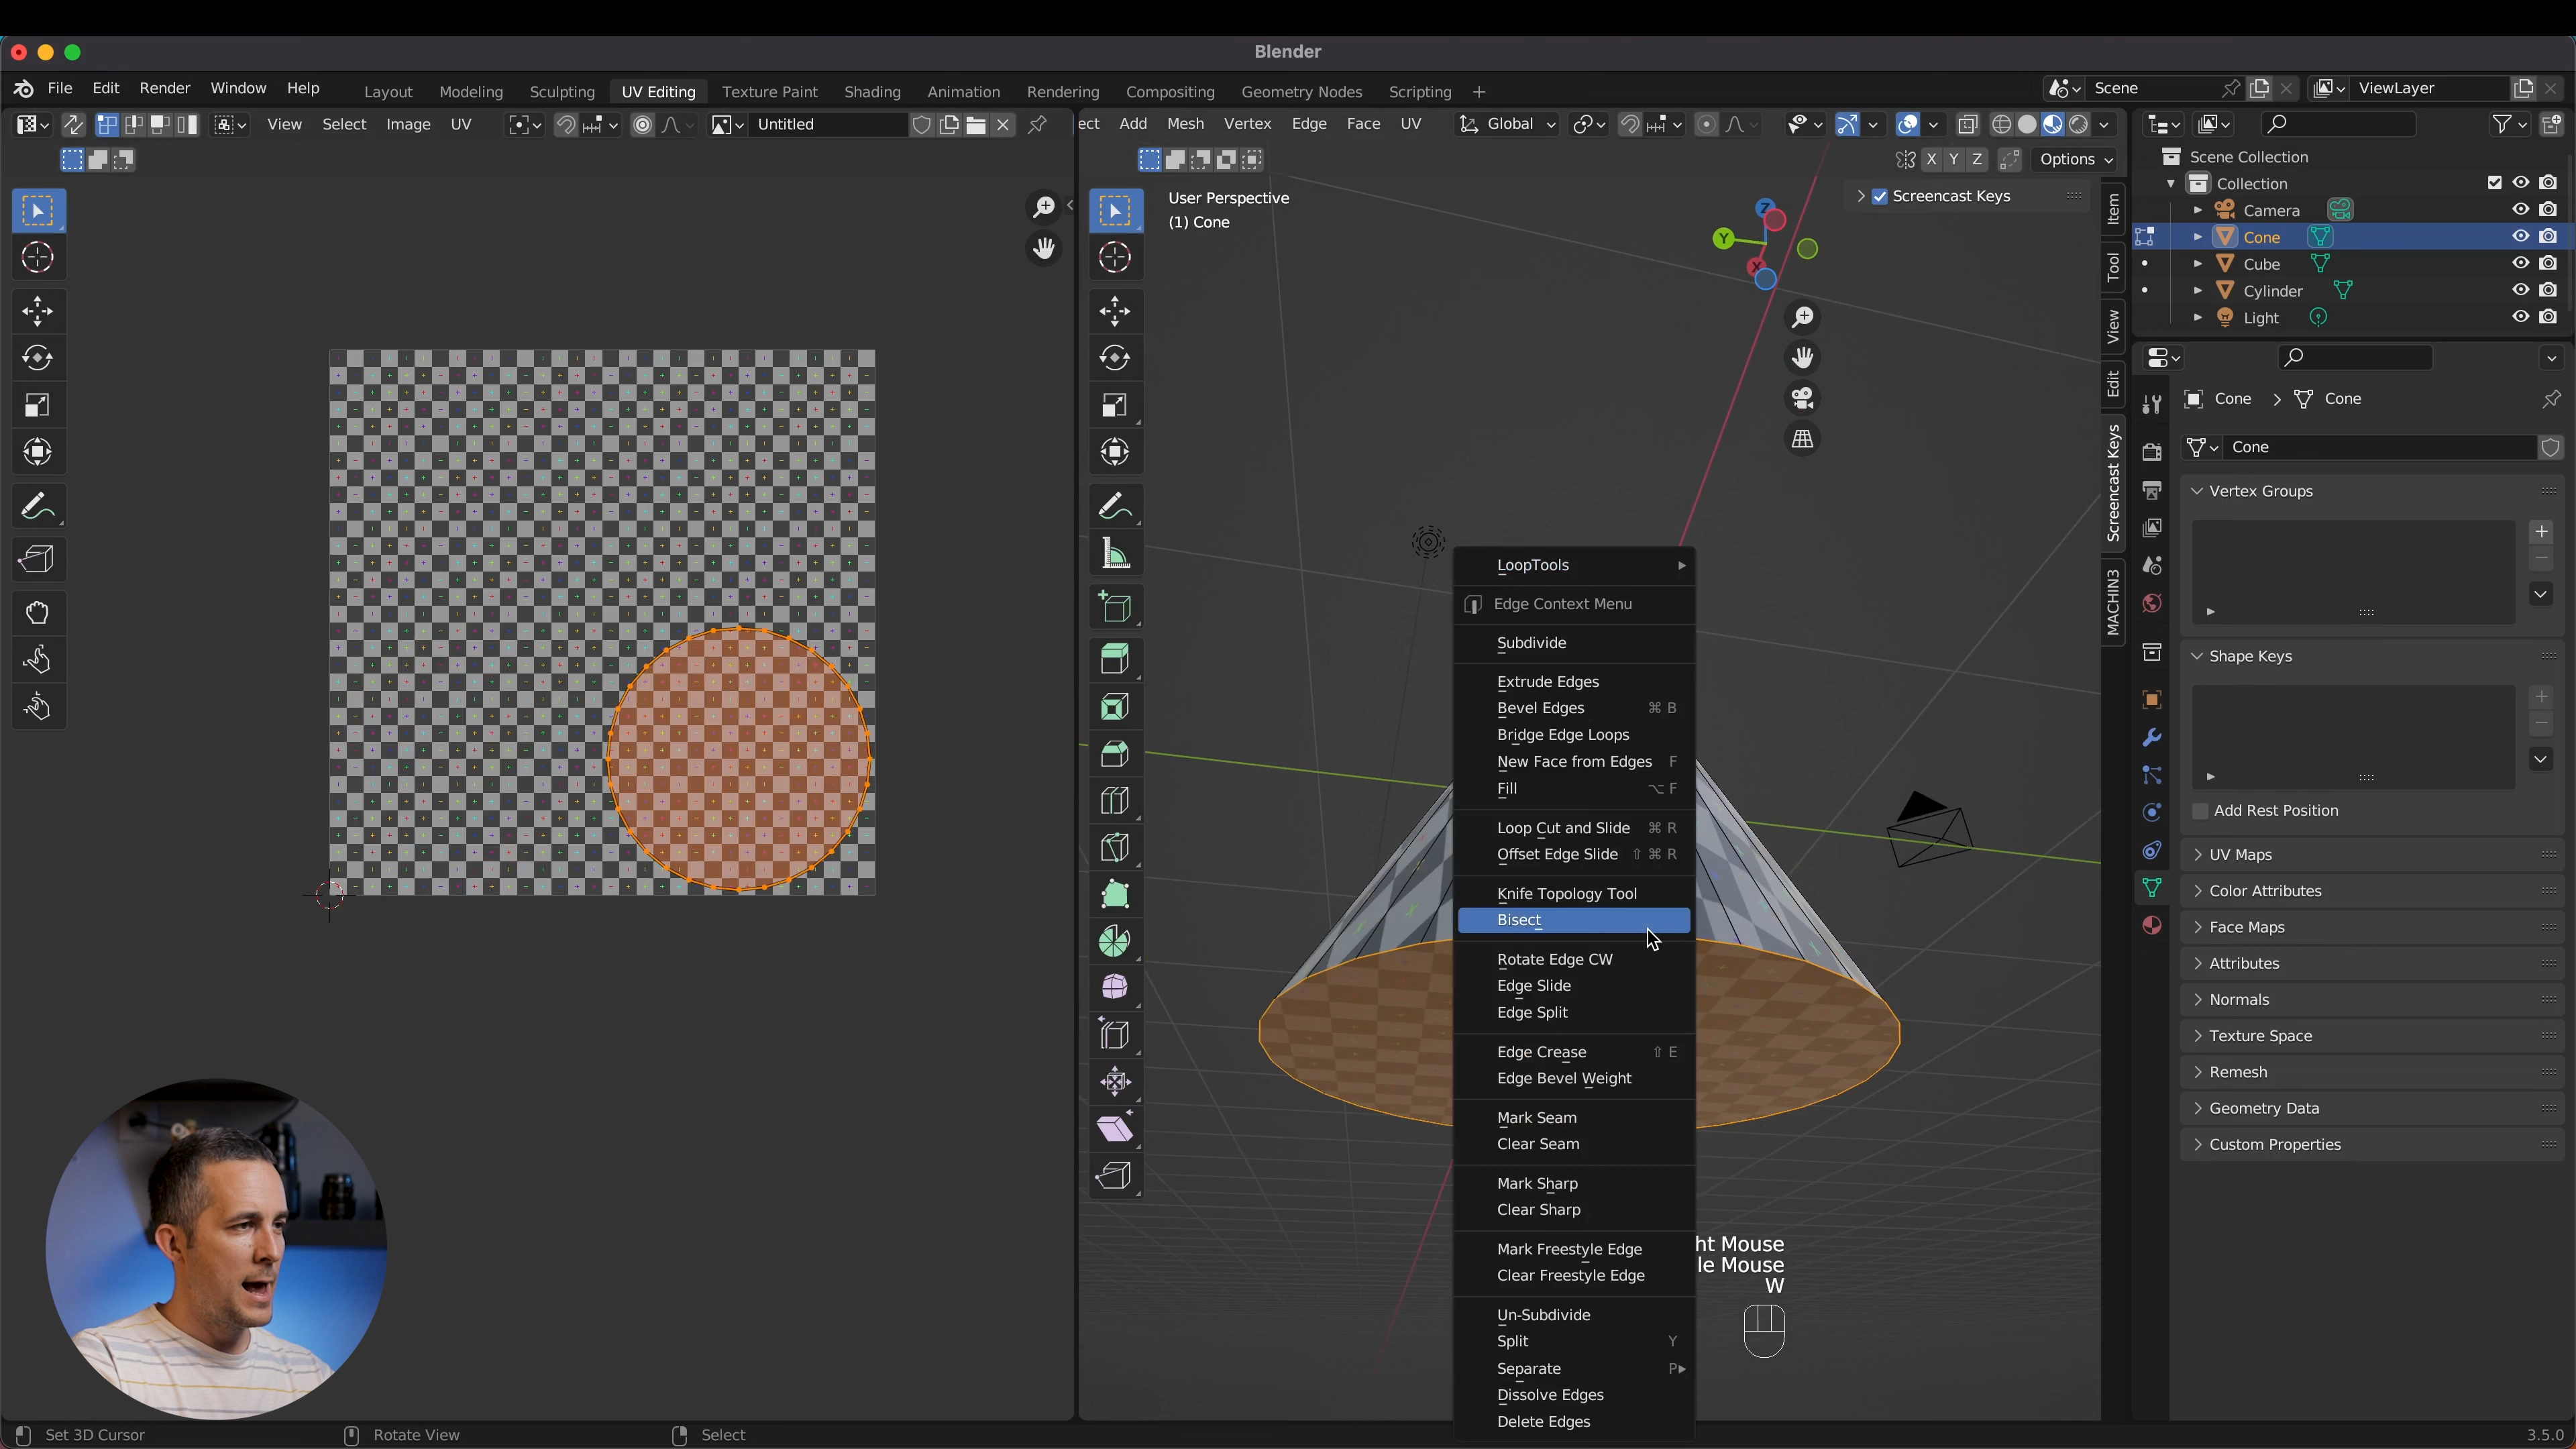 Blender
File Edit Render Window Help
Layout Modeling Sculpting UV Editing Texture Paint Shading Animation Rendering Compositing Geometry Nodes Scripting +
Scene
ViewLayer
View Select Image UV
Untitled
ect Add Mesh Vertex Edge Face UV
Global
X Y Z
Options
User Perspective
(1) Cone
Screencast Keys
Z
Y
X
Item
Tool
View
Edit
Screencast Keys
MACHIN3
LoopTools
Edge Context Menu
Subdivide
Extrude Edges
Bevel Edges ⌘ B
Bridge Edge Loops
New Face from Edges F
Fill ⌥ F
Loop Cut and Slide ⌘ R
Offset Edge Slide ⇧ ⌘ R
Knife Topology Tool
Bisect
Rotate Edge CW
Edge Slide
Edge Split
Edge Crease ⇧ E
Edge Bevel Weight
Mark Seam
Clear Seam
Mark Sharp
Clear Sharp
Mark Freestyle Edge
Clear Freestyle Edge
Un-Subdivide
Split Y
Separate P
Dissolve Edges
Delete Edges
ht Mouse
le Mouse
W
Scene Collection
Collection
Camera
Cone
Cube
Cylinder
Light
Cone > Cone
Cone
Vertex Groups
Shape Keys
Add Rest Position
UV Maps
Color Attributes
Face Maps
Attributes
Normals
Texture Space
Remesh
Geometry Data
Custom Properties
Set 3D Cursor
Rotate View
Select
3.5.0